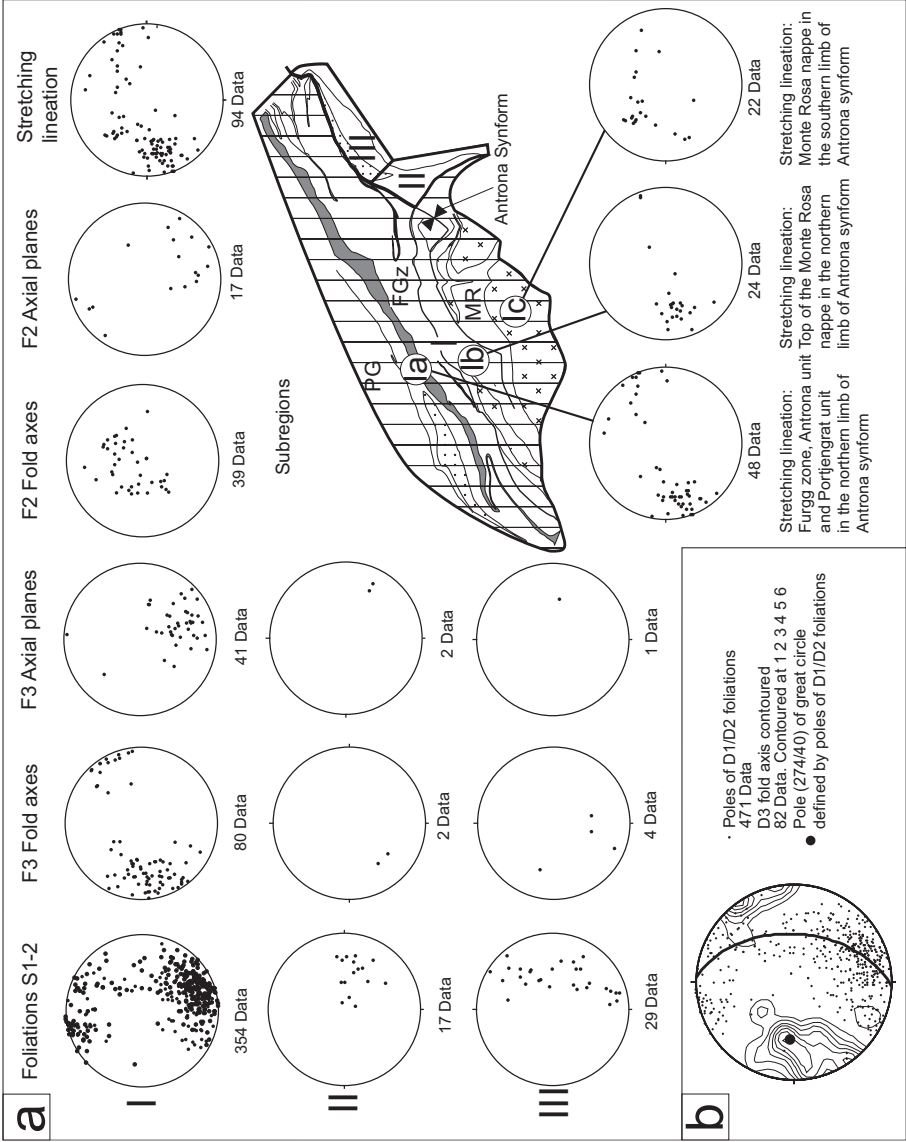 a
Foliations S1-2
F3 Fold axes
F3 Axial planes
F2 Fold axes
F2 Axial planes
Stretching
lineation
I
354 Data
80 Data
41 Data
39 Data
17 Data
94 Data
II
17 Data
2 Data
2 Data
III
29 Data
4 Data
1 Data
Subregions
PG
FGz
MR
I
II
III
Ia
Ib
Ic
Antrona Synform
48 Data
24 Data
22 Data
Stretching lineation:
Furgg zone, Antrona unit
and Portjengrat unit
in the northern limb of
Antrona synform
Stretching lineation:
Top of the Monte Rosa
nappe in the northern
limb of Antrona synform
Stretching lineation:
Monte Rosa nappe in
the southern limb of
Antrona synform
b
Poles of D1/D2 foliations
471 Data
D3 fold axis contoured
82 Data. Contoured at 1 2 3 4 5 6
Pole (274/40) of great circle
defined by poles of D1/D2 foliations